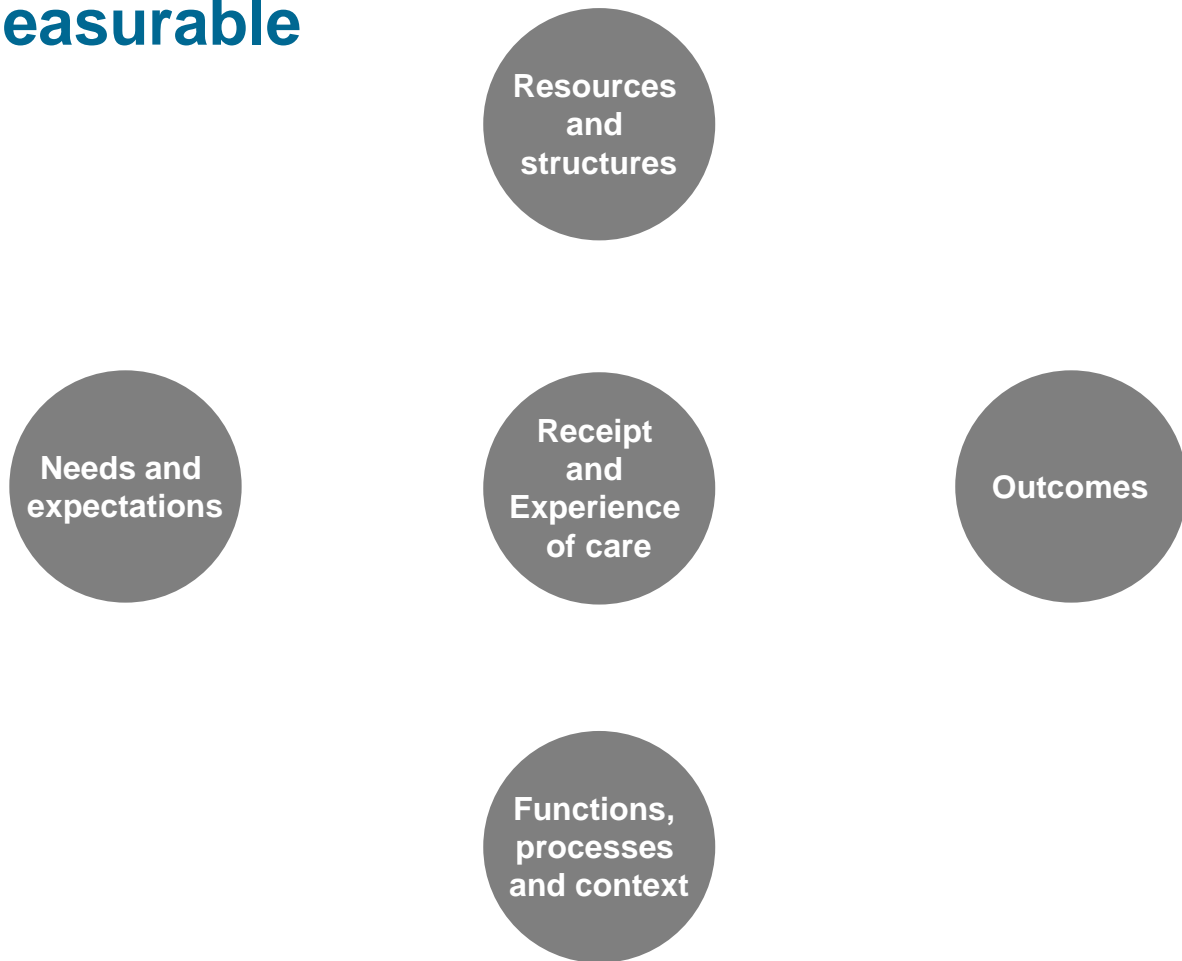 easurable
Resources
and
structures
Needs and
expectations
Receipt
and
Experience
of care
Outcomes
Functions,
processes
and context